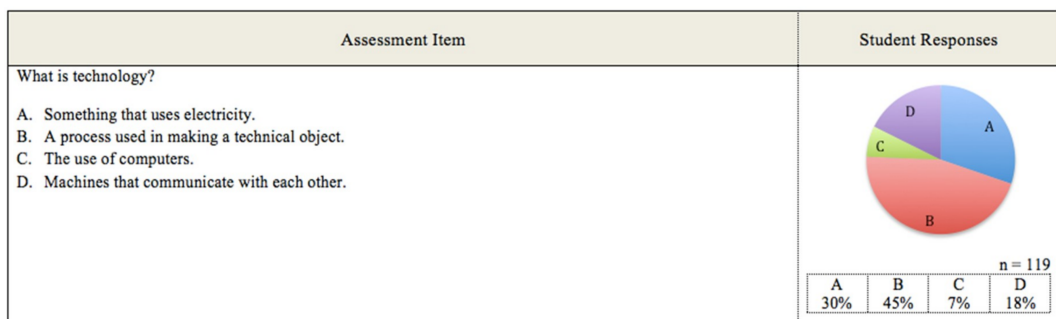 Assessment Item
Student Responses
What is technology?
A. Something that uses electricity.
B. A process used in making a technical object.
C. The use of computers.
D. Machines that communicate with each other.
D
A
C
B
n = 119
A B C D
30% 45% 7% 18%